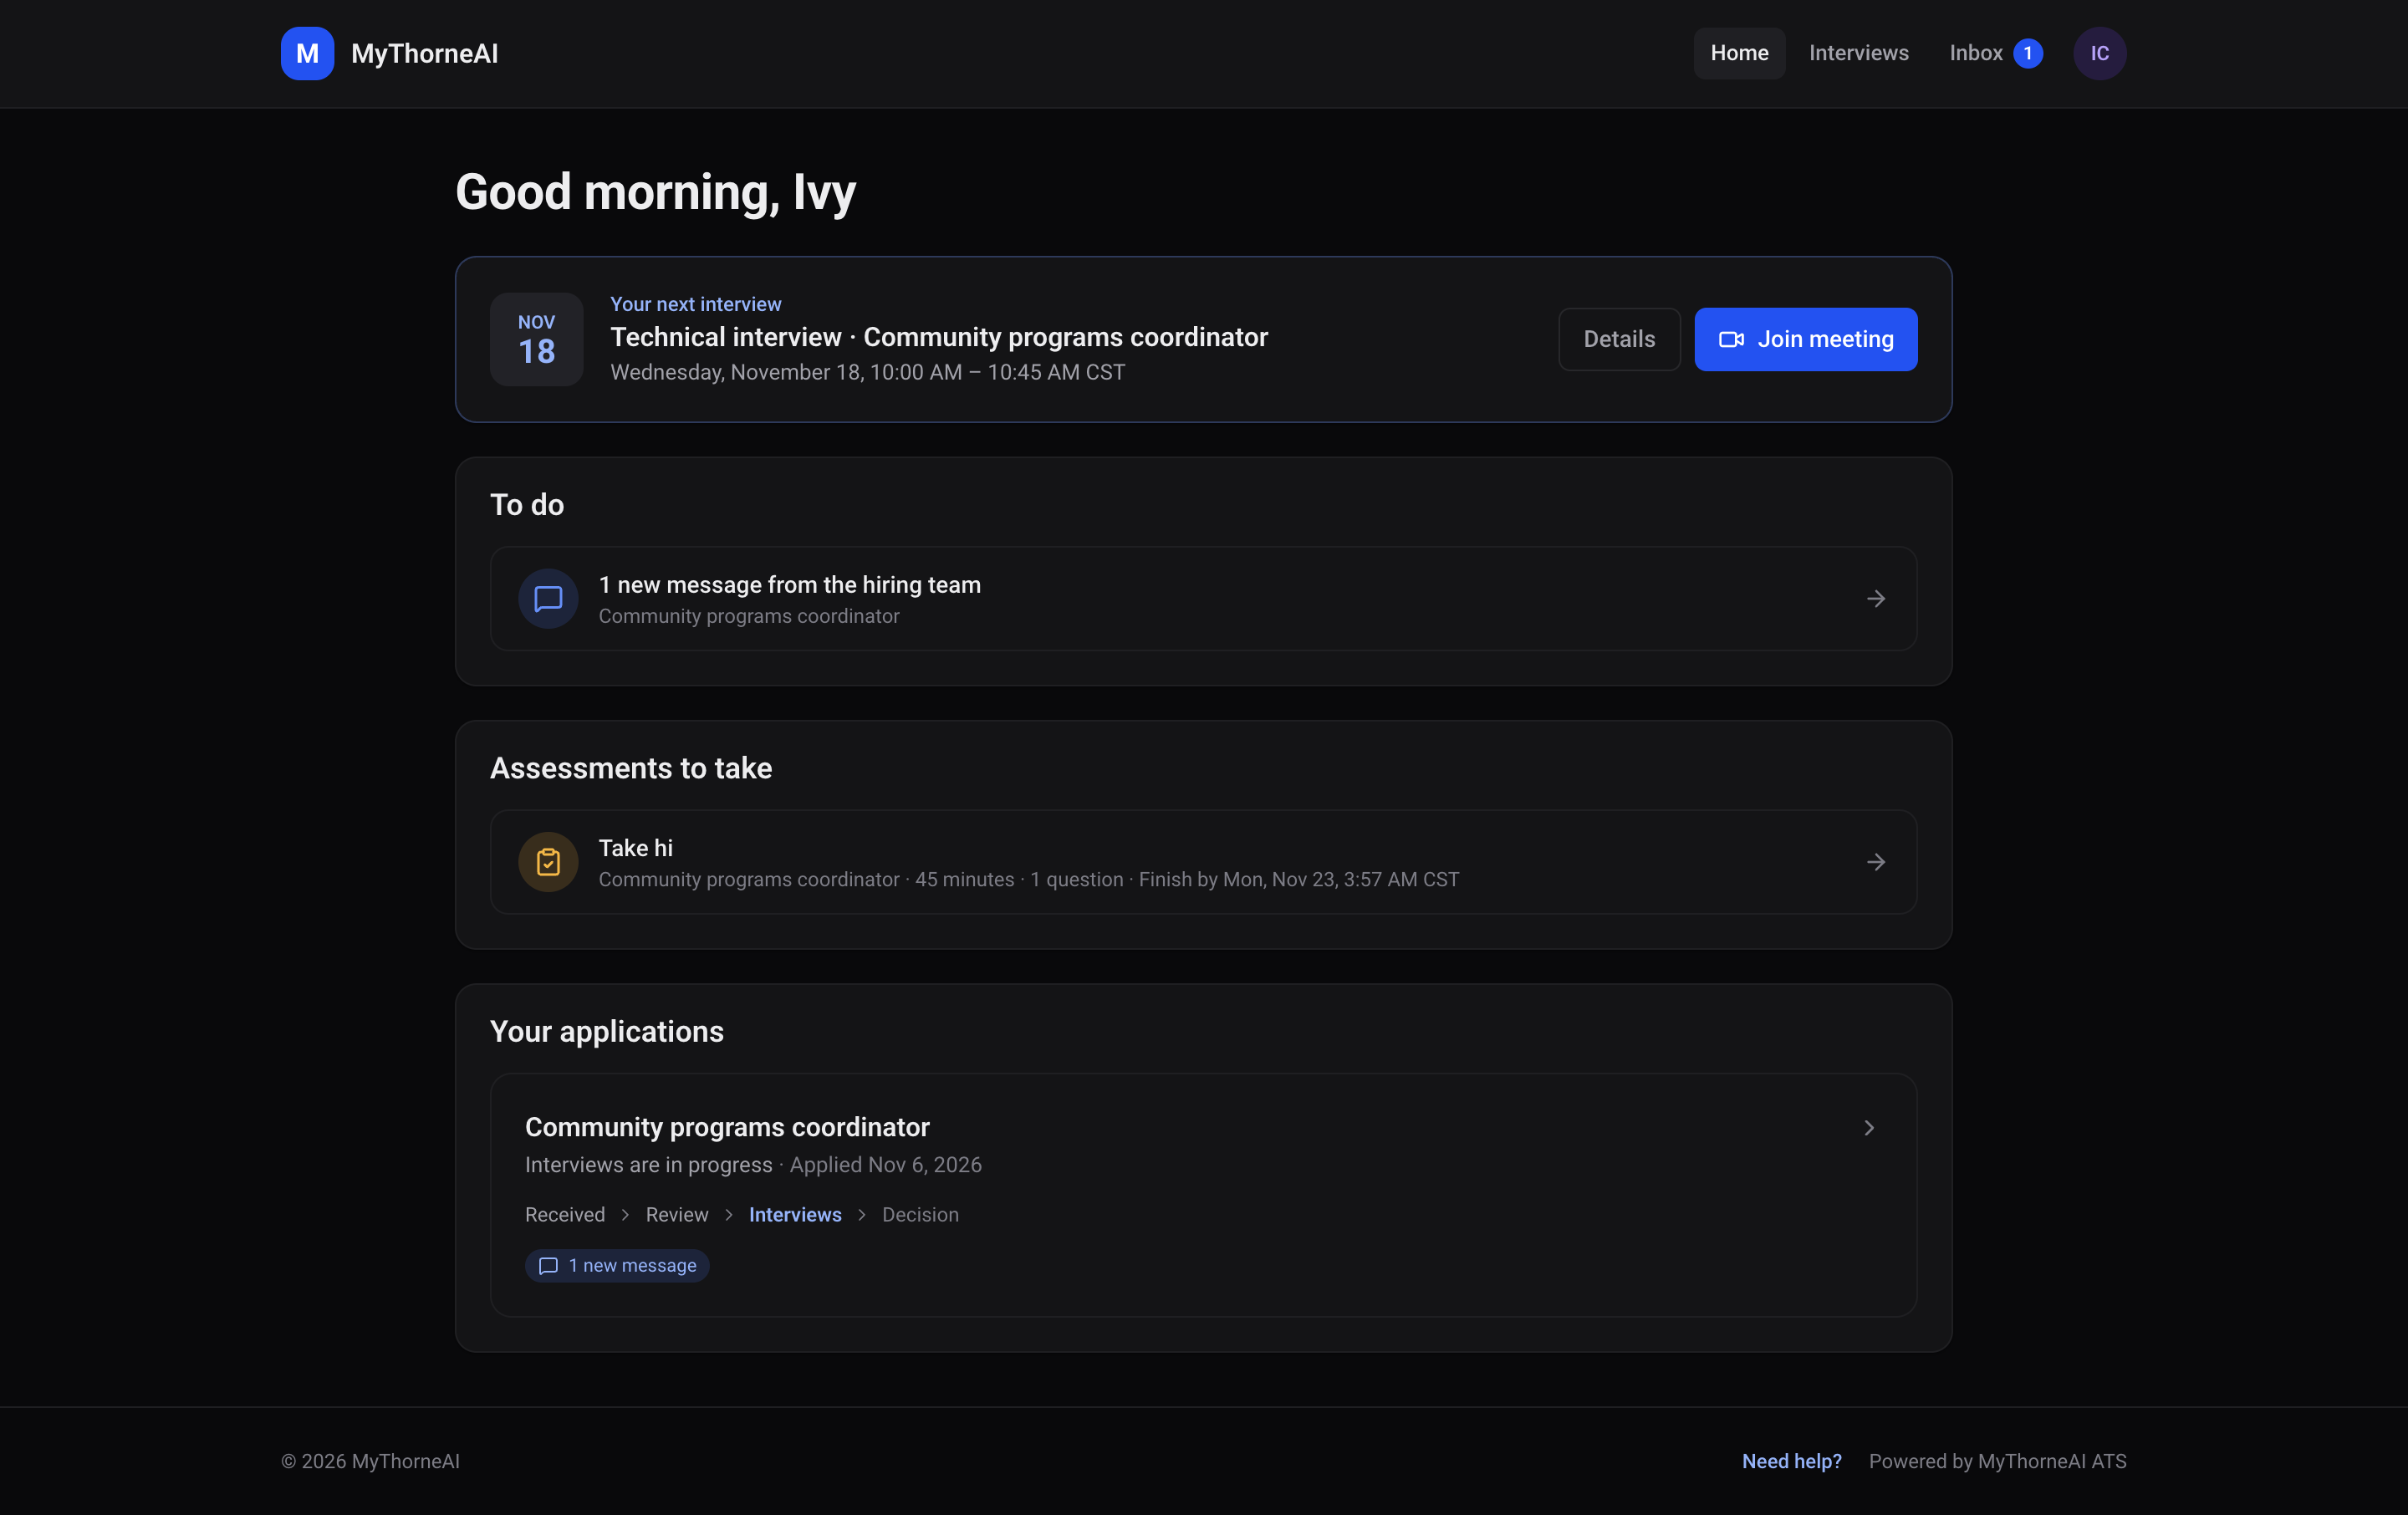 M MyThorneAI
Home Interviews Inbox 1 IC
Good morning, Ivy
NOV
18
Your next interview
Technical interview · Community programs coordinator
Wednesday, November 18, 10:00 AM – 10:45 AM CST
Details
Join meeting
To do
1 new message from the hiring team
Community programs coordinator
Assessments to take
Take hi
Community programs coordinator · 45 minutes · 1 question · Finish by Mon, Nov 23, 3:57 AM CST
Your applications
Community programs coordinator
Interviews are in progress · Applied Nov 6, 2026
Received > Review > Interviews > Decision
1 new message
© 2026 MyThorneAI
Need help? Powered by MyThorneAI ATS